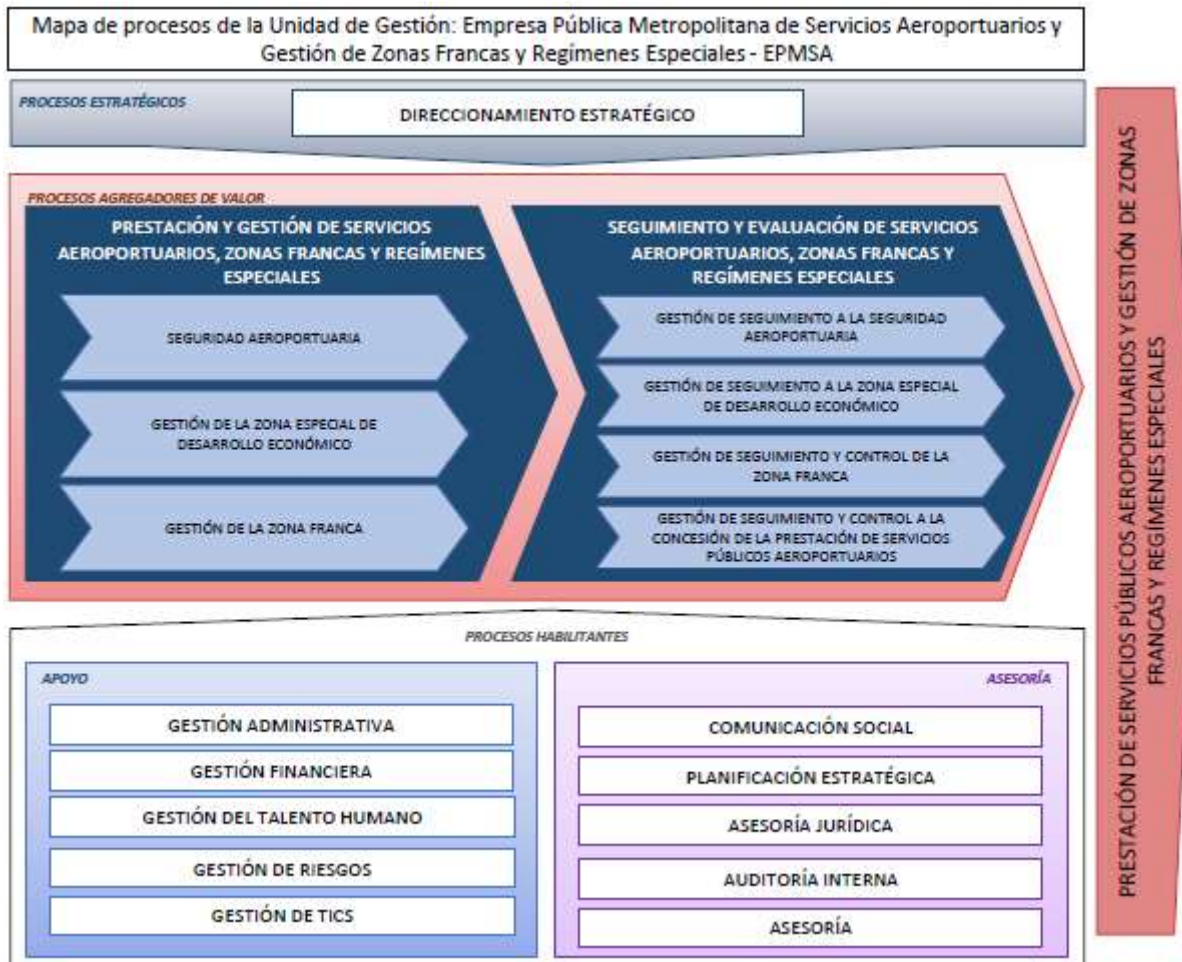 Mapa de procesos de la Unidad de Gestión: Empresa Pública Metropolitana de Servicios Aeroportuarios y
Gestión de Zonas Francas y Regímenes Especiales - EPMSA
PROCESOS ESTRATÉGICOS
DIRECCIONAMIENTO ESTRATÉGICO
PROCESOS AGREGADORES DE VALOR
PRESTACIÓN Y GESTIÓN DE SERVICIOS
AEROPORTUARIOS, ZONAS FRANCAS Y REGÍMENES
ESPECIALES
SEGURIDAD AEROPORTUARIA
GESTIÓN DE LA ZONA ESPECIAL DE
DESARROLLO ECONÓMICO
GESTIÓN DE LA ZONA FRANCA
SEGUIMIENTO Y EVALUACIÓN DE SERVICIOS
AEROPORTUARIOS, ZONAS FRANCAS Y
REGÍMENES ESPECIALES
GESTIÓN DE SEGUIMIENTO A LA SEGURIDAD
AEROPORTUARIA
GESTIÓN DE SEGUIMIENTO A LA ZONA ESPECIAL
DE DESARROLLO ECONÓMICO
GESTIÓN DE SEGUIMIENTO Y CONTROL DE LA
ZONA FRANCA
GESTIÓN DE SEGUIMIENTO Y CONTROL A LA
CONCESIÓN DE LA PRESTACIÓN DE SERVICIOS
PÚBLICOS AEROPORTUARIOS
PROCESOS HABILITANTES
APOYO
GESTIÓN ADMINISTRATIVA
GESTIÓN FINANCIERA
GESTIÓN DEL TALENTO HUMANO
GESTIÓN DE RIESGOS
GESTIÓN DE TICS
ASESORÍA
COMUNICACIÓN SOCIAL
PLANIFICACIÓN ESTRATÉGICA
ASESORÍA JURÍDICA
AUDITORÍA INTERNA
ASESORÍA
PRESTACIÓN DE SERVICIOS PÚBLICOS AEROPORTUARIOS Y GESTIÓN DE ZONAS
FRANCAS Y REGÍMENES ESPECIALES